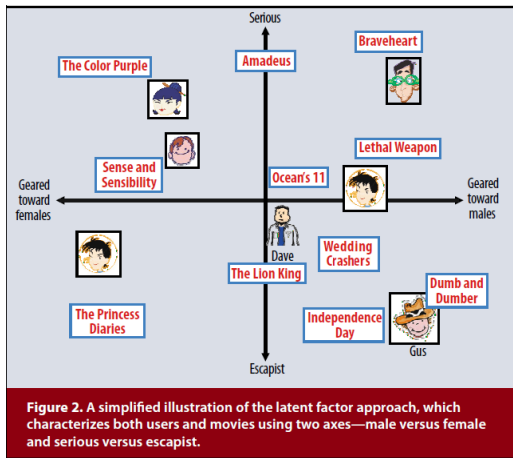 Serious
Braveheart
Amadeus
The Color Purple
Lethal Weapon
Sense and
Sensibility
Ocean's 11
Geared
toward
females
Geared
toward
males
Dave
Wedding
Crashers
The Lion King
Dumb and
Dumber
The Princess
Diaries
Independence
Day
Gus
Escapist
Figure 2. A simplified illustration of the latent factor approach, which
characterizes both users and movies using two axes—male versus female
and serious versus escapist.